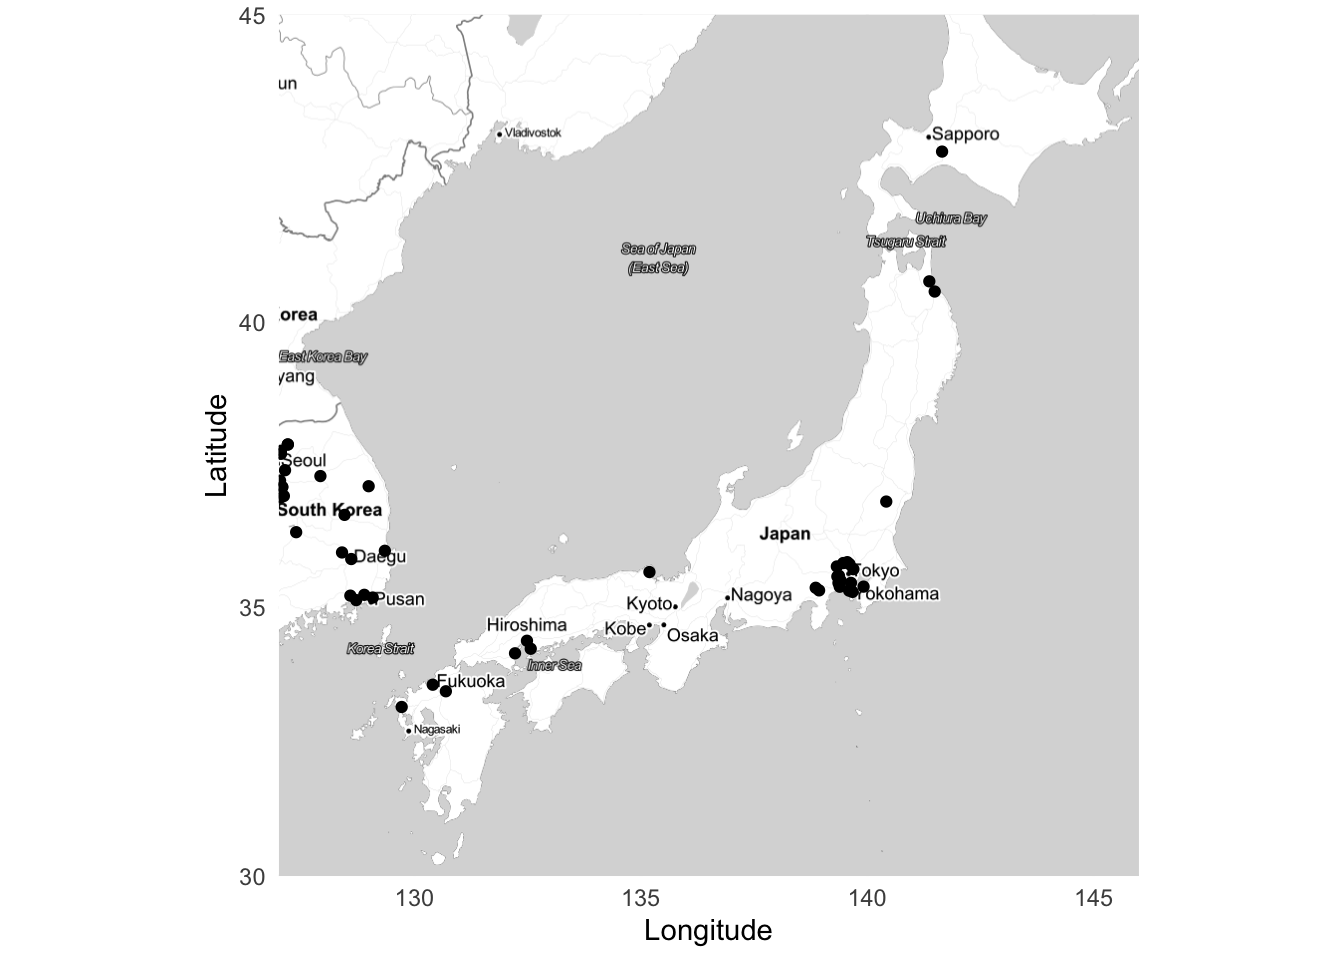 45
un
Vladivostok
Sapporo
Uchiura Bay
Tsugaru Strait
Sea of Japan
(East Sea)
40
orea
East Korea Bay
yang
Latitude
Seoul
South Korea
Japan
Daegu
Tokyo
35
Pusan
Kyoto
Nagoya
Yokohama
Hiroshima
Kobe
Osaka
Korea Strait
Inner Sea
Fukuoka
Nagasaki
30
130
135
140
145
Longitude